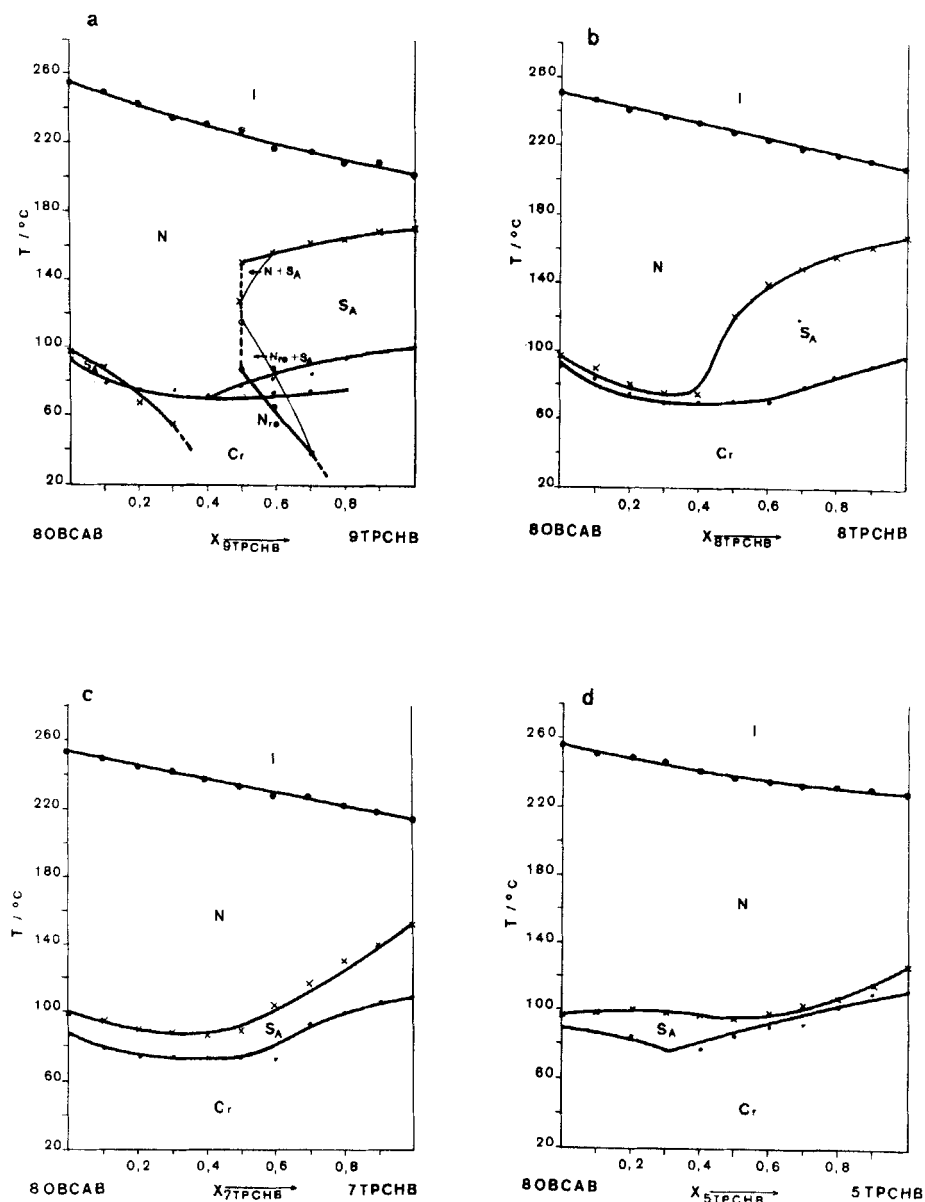 a
T / °C
260
220
180
140
100
60
20
I
N
N + SA
SA
Nre + SA
SA
Nre
Cr
0,2 0,4 0,6 0,8
8OBCAB X9TPCHB 9TPCHB
b
T / °C
260
220
180
140
100
60
20
I
N
SA
Cr
0,2 0,4 0,6 0,8
8OBCAB X8TPCHB 8TPCHB
c
T / °C
260
220
180
140
100
60
20
I
N
SA
Cr
0,2 0,4 0,6 0,8
8OBCAB X7TPCHB 7TPCHB
d
T / °C
260
220
180
140
100
60
20
I
N
SA
Cr
0,2 0,4 0,6 0,8
8OBCAB X5TPCHB 5TPCHB